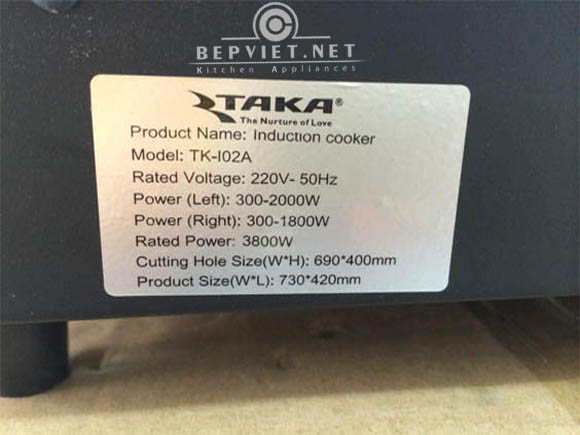 BEPVIET.NET
Kitchen Appliances
TAKA®
The Nurture of Love
Product Name: Induction cooker
Model: TK-I02A
Rated Voltage: 220V- 50Hz
Power (Left): 300-2000W
Power (Right): 300-1800W
Rated Power: 3800W
Cutting Hole Size(W*H): 690*400mm
Product Size(W*L): 730*420mm